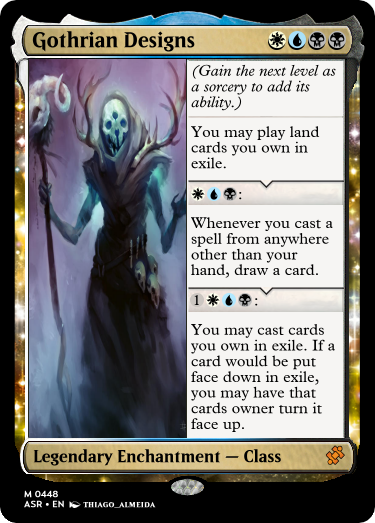 Gothrian Designs
(Gain the next level as
a sorcery to add its
ability.)
You may play land
cards you own in
exile.
:
Whenever you cast a
spell from anywhere
other than your
hand, draw a card.
1 :
You may cast cards
you own in exile. If a
card would be put
face down in exile,
you may have that
cards owner turn it
face up.
Legendary Enchantment — Class
M 0448
ASR • EN THIAGO_ALMEIDA